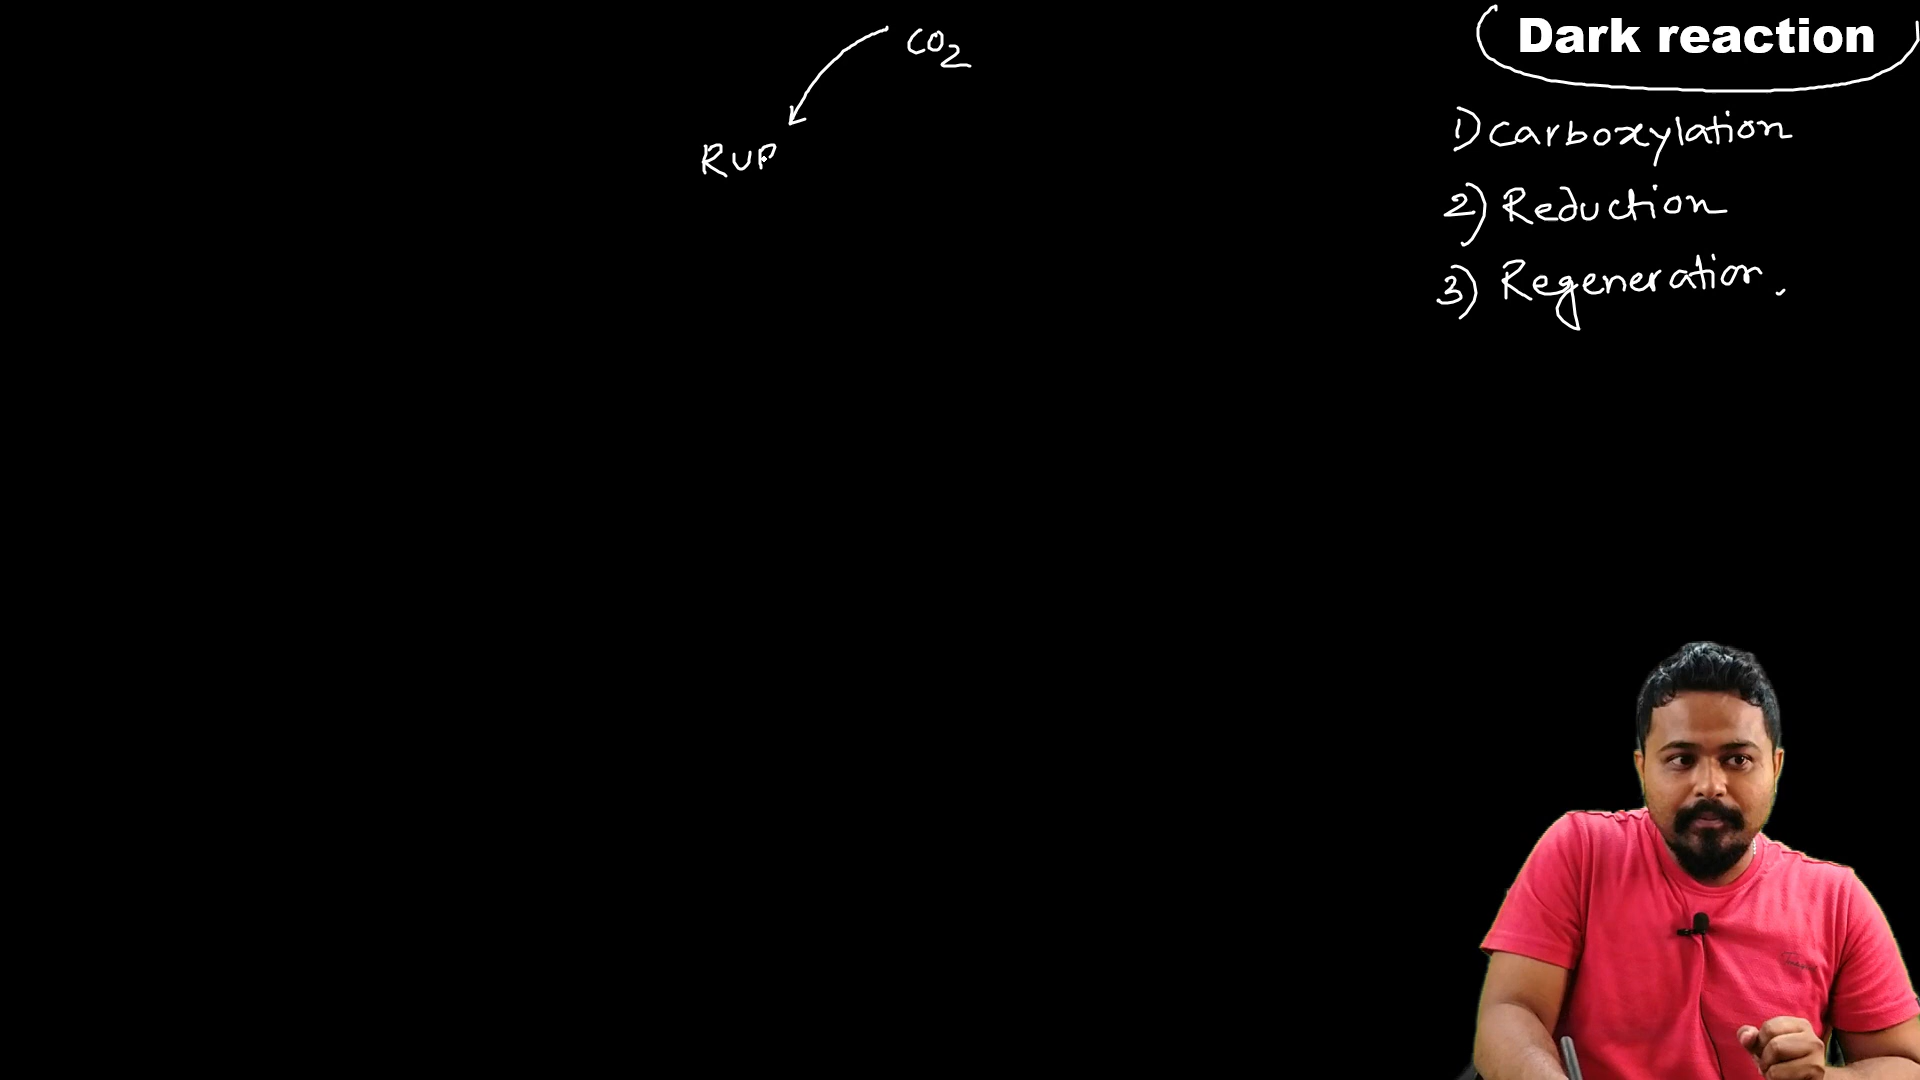 CO2
RuP
Dark reaction
1) Carboxylation
2) Reduction
3) Regeneration.